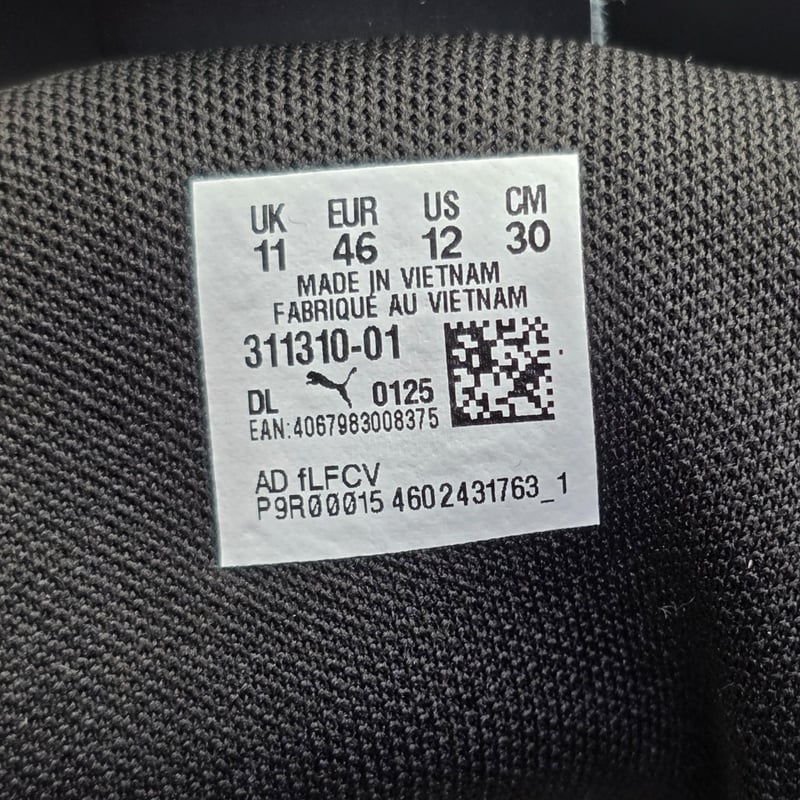 UK EUR US CM
11 46 12 30
MADE IN VIETNAM
FABRIQUÉ AU VIETNAM
311310-01
DL 0125
EAN:4067983008375
AD fLFCV
P9R00015 4602431763_1